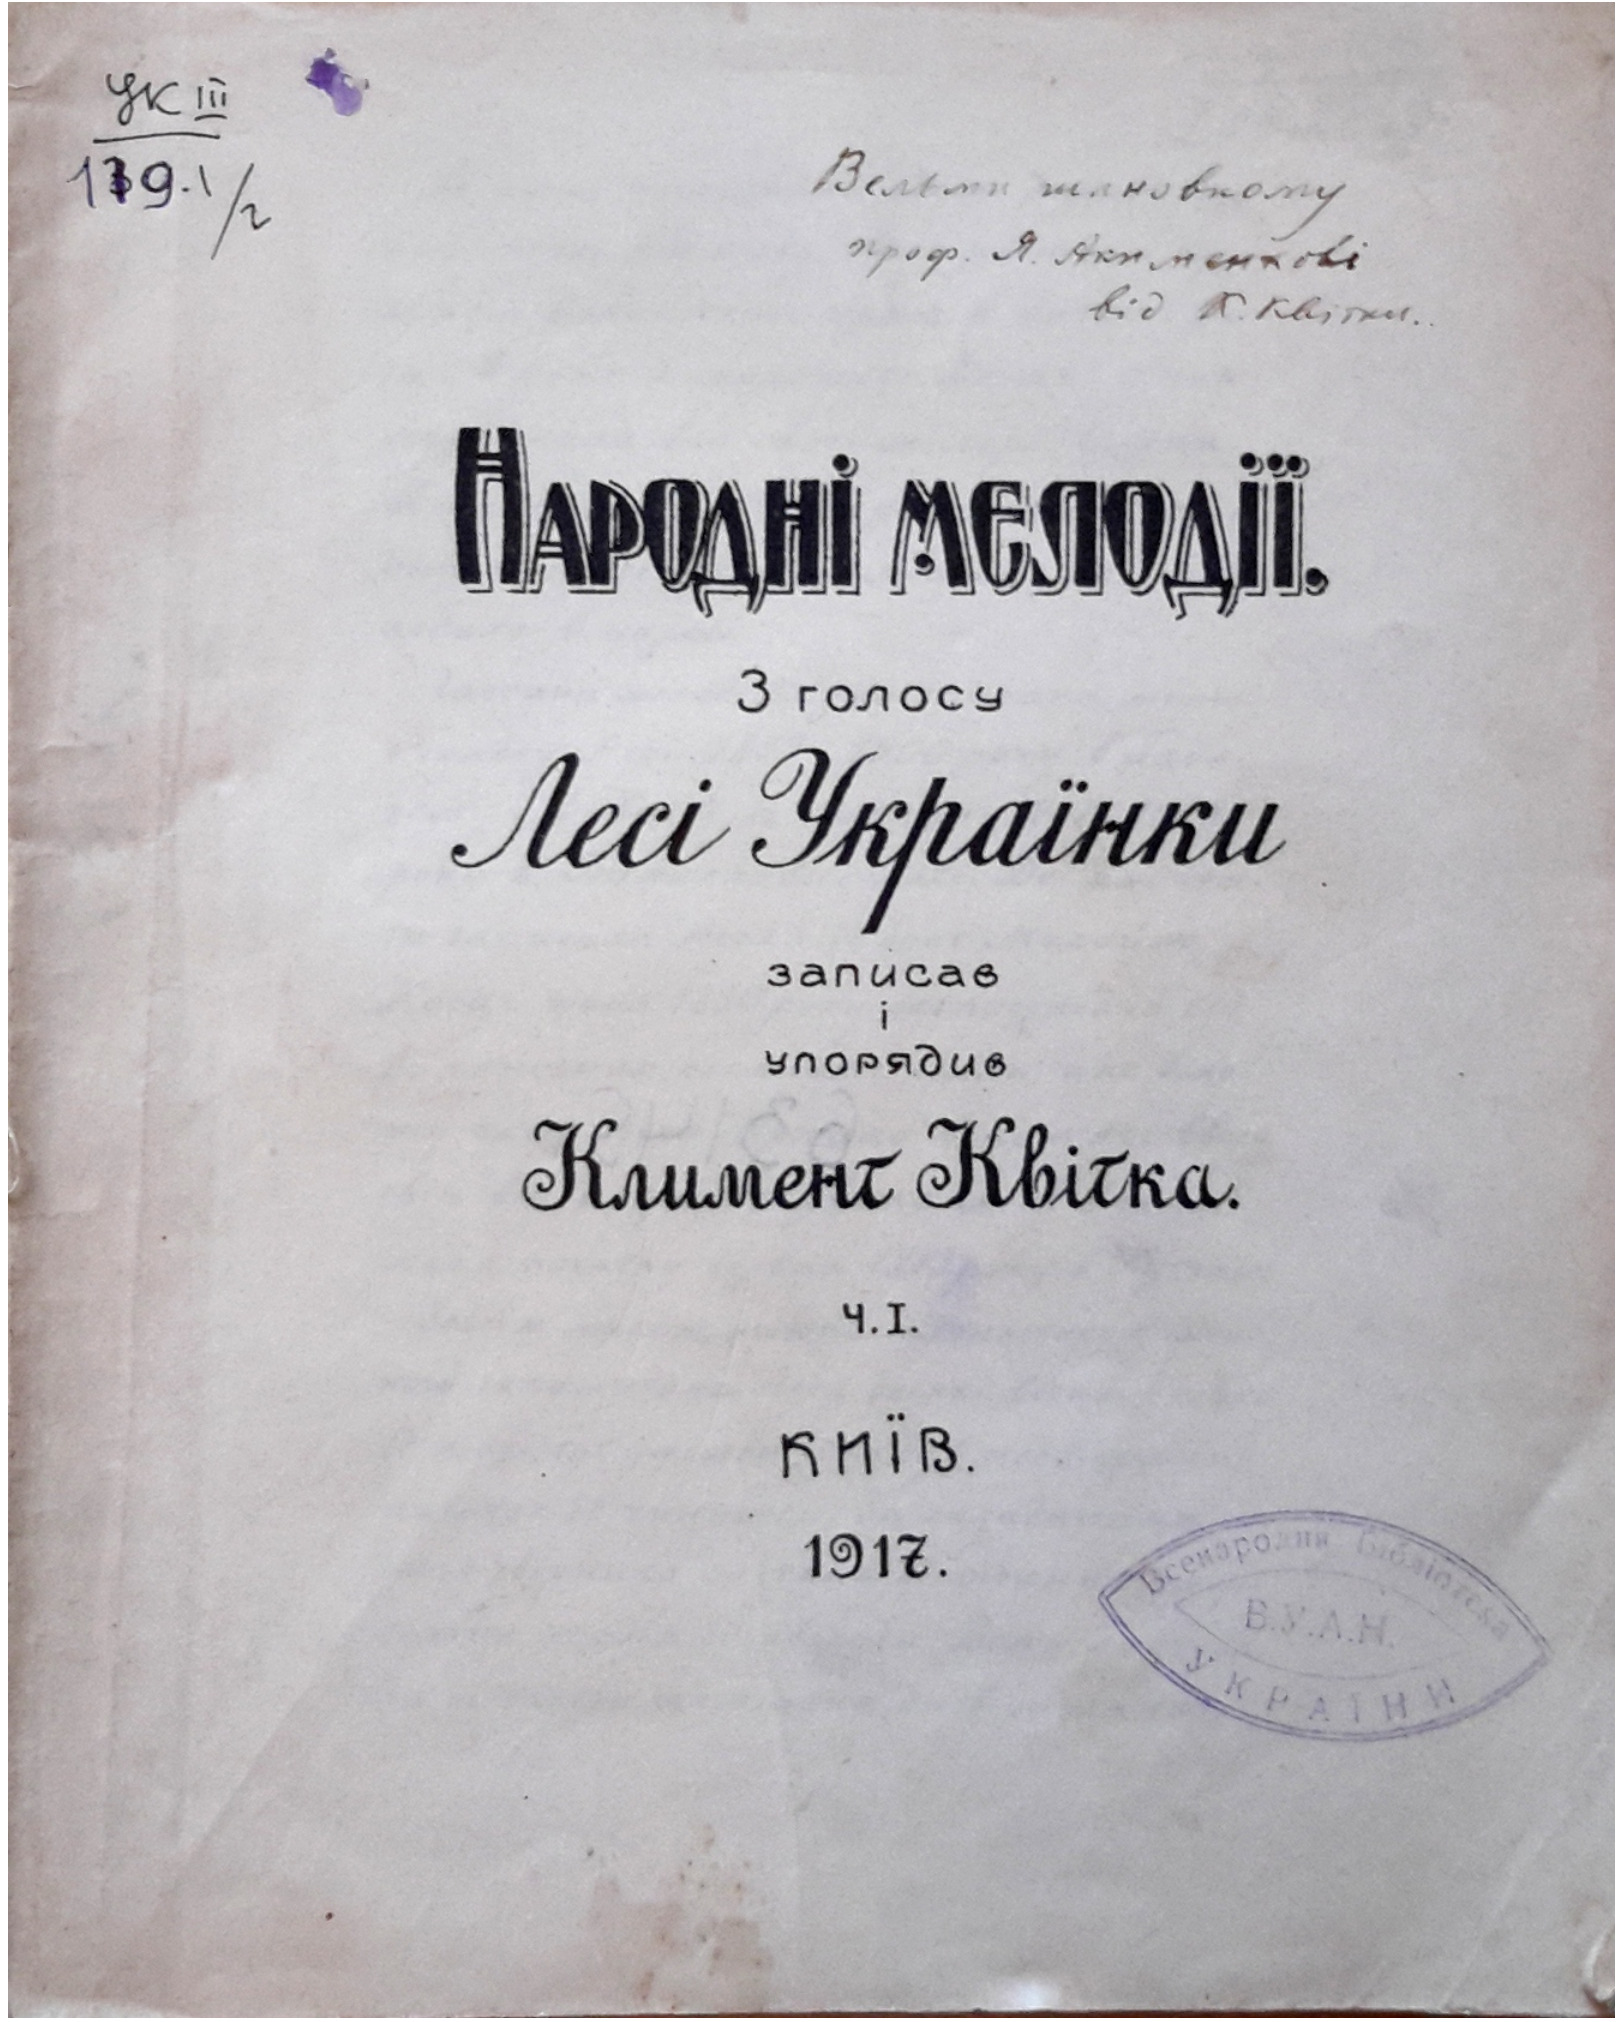 УК III
1/2
Вельми шановному
проф. Я. Акименкові
від К. Квітки..
Народні мелодії.
З голосу
Лесі Українки
записав
і
упорядив
Климент Квітка.
Ч. I.
КИЇВ.
1917.
Всенародня Бібліотека
В.У.А.Н.
УКРАЇНИ